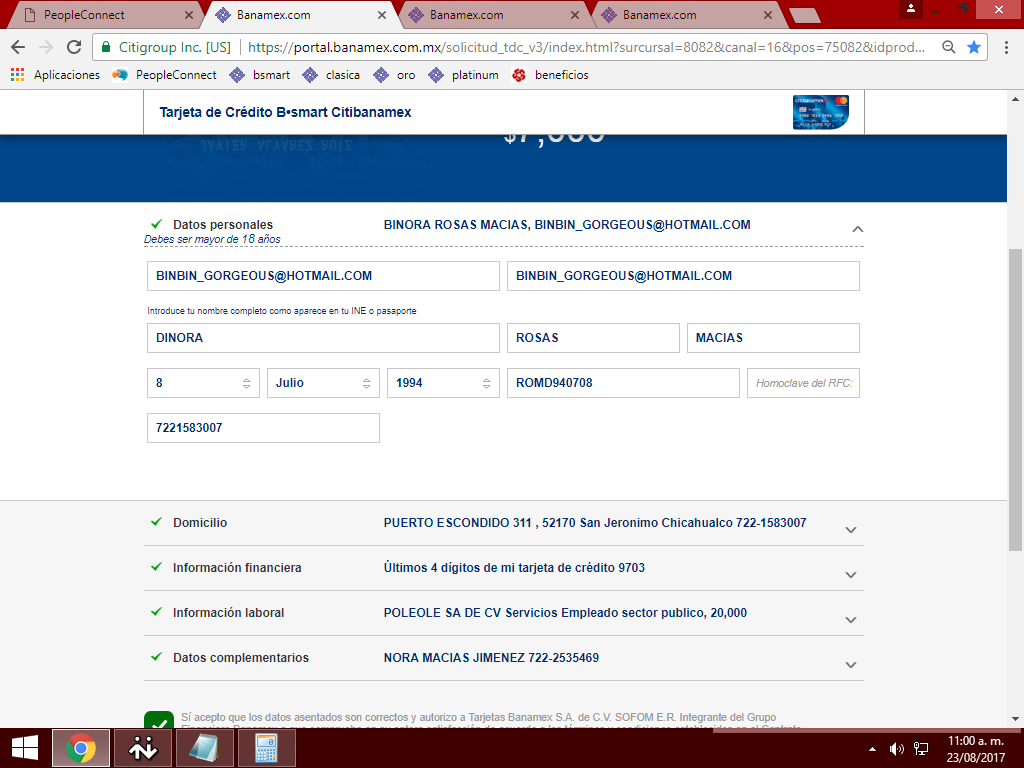 PeopleConnect
Banamex.com
Banamex.com
Banamex.com
Citigroup Inc. [US] https://portal.banamex.com.mx/solicitud_tdc_v3/index.html?surcursal=8082&canal=16&pos=75082&idprod...
Aplicaciones PeopleConnect bsmart clasica oro platinum beneficios
Tarjeta de Crédito B•smart Citibanamex
citibanamex
$7,000
JAVIER ALVAREZ RUIZ
Datos personales BINORA ROSAS MACIAS, BINBIN_GORGEOUS@HOTMAIL.COM
Debes ser mayor de 18 años
BINBIN_GORGEOUS@HOTMAIL.COM BINBIN_GORGEOUS@HOTMAIL.COM
Introduce tu nombre completo como aparece en tu INE o pasaporte
DINORA ROSAS MACIAS
8 Julio 1994 ROMD940708 Homoclave del RFC:
7221583007
Domicilio PUERTO ESCONDIDO 311 , 52170 San Jeronimo Chicahualco 722-1583007
Información financiera Últimos 4 dígitos de mi tarjeta de crédito 9703
Información laboral POLEOLE SA DE CV Servicios Empleado sector publico, 20,000
Datos complementarios NORA MACIAS JIMENEZ 722-2535469
Sí acepto que los datos asentados son correctos y autorizo a Tarjetas Banamex S.A. de C.V. SOFOM E.R. Integrante del Grupo
11:00 a. m.
23/08/2017